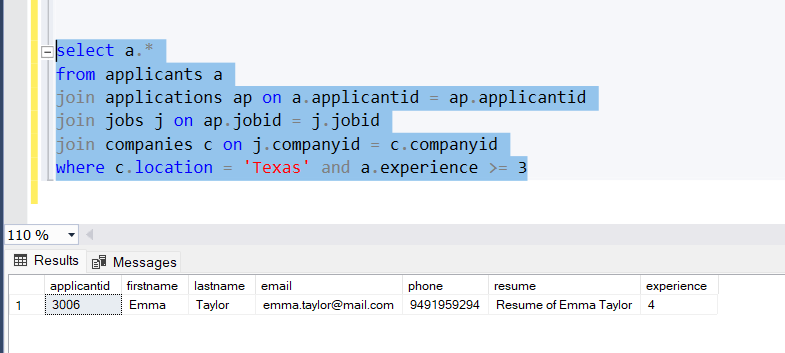 select a.*
from applicants a
join applications ap on a.applicantid = ap.applicantid
join jobs j on ap.jobid = j.jobid
join companies c on j.companyid = c.companyid
where c.location = 'Texas' and a.experience >= 3
110 %
Results Messages
applicantid firstname lastname email phone resume experience
1 3006 Emma Taylor emma.taylor@mail.com 9491959294 Resume of Emma Taylor 4